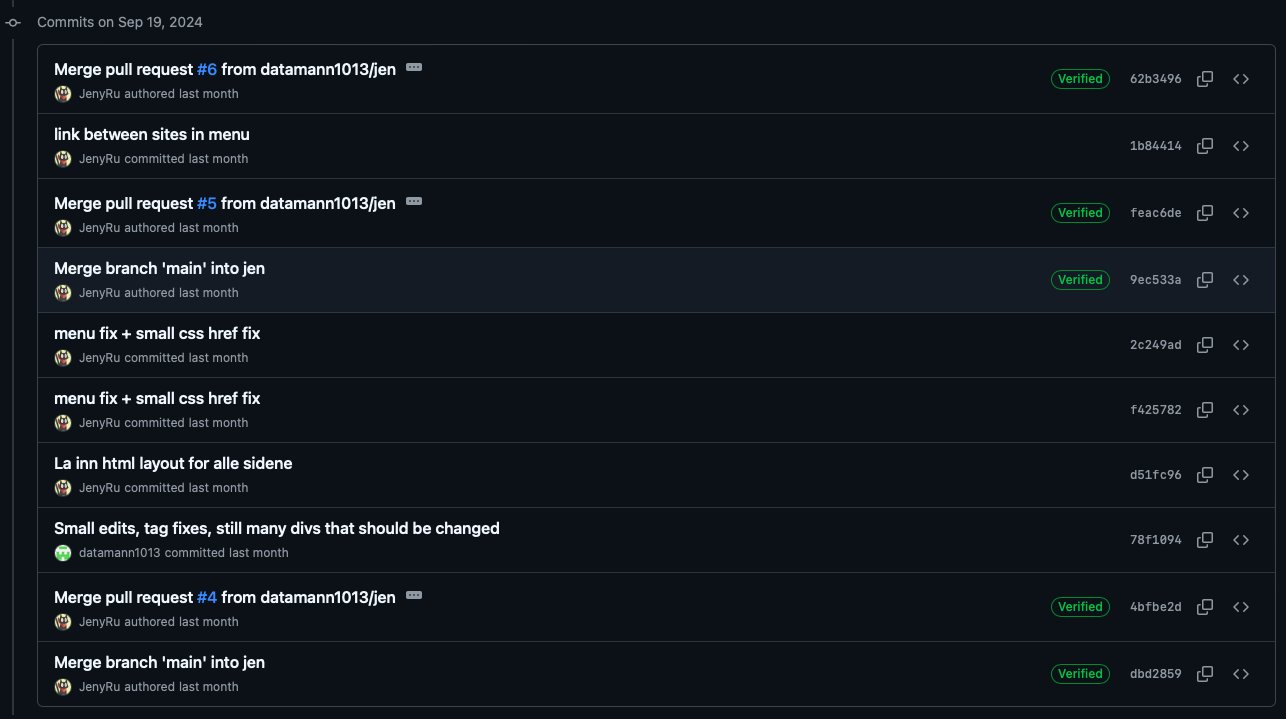 Commits on Sep 19, 2024
Merge pull request #6 from datamann1013/jen
JenyRu authored last month
Verified
62b3496
link between sites in menu
JenyRu committed last month
1b84414
Merge pull request #5 from datamann1013/jen
JenyRu authored last month
Verified
feac6de
Merge branch 'main' into jen
JenyRu authored last month
Verified
9ec533a
menu fix + small css href fix
JenyRu committed last month
2c249ad
menu fix + small css href fix
JenyRu committed last month
f425782
La inn html layout for alle sidene
JenyRu committed last month
d51fc96
Small edits, tag fixes, still many divs that should be changed
datamann1013 committed last month
78f1094
Merge pull request #4 from datamann1013/jen
JenyRu authored last month
Verified
4bfbe2d
Merge branch 'main' into jen
JenyRu authored last month
Verified
dbd2859